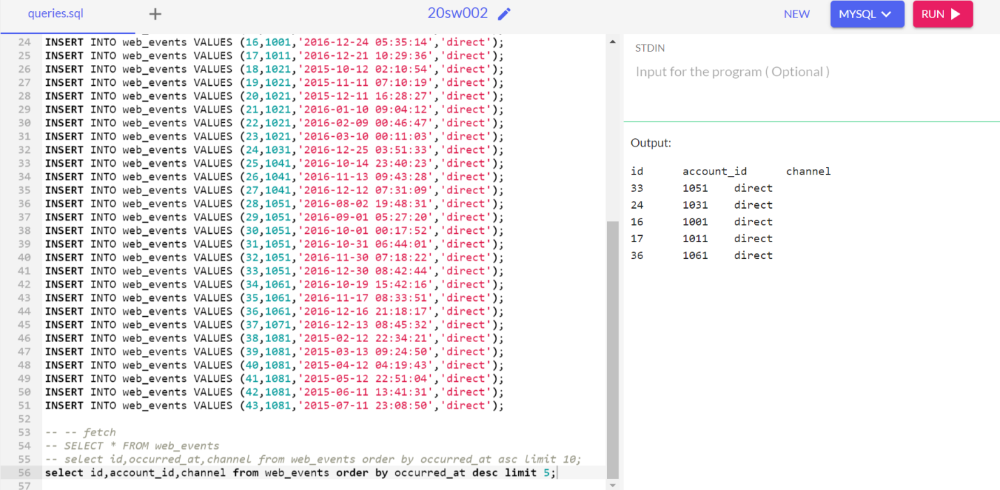 queries.sql + 20sw002 NEW MYSQL RUN
24 INSERT INTO web_events VALUES (16,1001,'2016-12-24 05:35:14','direct');
25 INSERT INTO web_events VALUES (17,1011,'2016-12-21 10:29:36','direct');
26 INSERT INTO web_events VALUES (18,1021,'2015-10-12 02:10:54','direct');
27 INSERT INTO web_events VALUES (19,1021,'2015-11-11 07:10:19','direct');
28 INSERT INTO web_events VALUES (20,1021,'2015-12-11 16:28:27','direct');
29 INSERT INTO web_events VALUES (21,1021,'2016-01-10 09:04:12','direct');
30 INSERT INTO web_events VALUES (22,1021,'2016-02-09 00:46:47','direct');
31 INSERT INTO web_events VALUES (23,1021,'2016-03-10 00:11:03','direct');
32 INSERT INTO web_events VALUES (24,1031,'2016-12-25 03:51:33','direct');
33 INSERT INTO web_events VALUES (25,1041,'2016-10-14 23:40:23','direct');
34 INSERT INTO web_events VALUES (26,1041,'2016-11-13 09:43:28','direct');
35 INSERT INTO web_events VALUES (27,1041,'2016-12-12 07:31:09','direct');
36 INSERT INTO web_events VALUES (28,1051,'2016-08-02 19:48:31','direct');
37 INSERT INTO web_events VALUES (29,1051,'2016-09-01 05:27:20','direct');
38 INSERT INTO web_events VALUES (30,1051,'2016-10-01 00:17:52','direct');
39 INSERT INTO web_events VALUES (31,1051,'2016-10-31 06:44:01','direct');
40 INSERT INTO web_events VALUES (32,1051,'2016-11-30 07:18:22','direct');
41 INSERT INTO web_events VALUES (33,1051,'2016-12-30 08:42:44','direct');
42 INSERT INTO web_events VALUES (34,1061,'2016-10-19 15:42:16','direct');
43 INSERT INTO web_events VALUES (35,1061,'2016-11-17 08:33:51','direct');
44 INSERT INTO web_events VALUES (36,1061,'2016-12-16 21:18:17','direct');
45 INSERT INTO web_events VALUES (37,1071,'2016-12-13 08:45:32','direct');
46 INSERT INTO web_events VALUES (38,1081,'2015-02-12 22:34:21','direct');
47 INSERT INTO web_events VALUES (39,1081,'2015-03-13 09:24:50','direct');
48 INSERT INTO web_events VALUES (40,1081,'2015-04-12 04:19:43','direct');
49 INSERT INTO web_events VALUES (41,1081,'2015-05-12 22:51:04','direct');
50 INSERT INTO web_events VALUES (42,1081,'2015-06-11 13:41:31','direct');
51 INSERT INTO web_events VALUES (43,1081,'2015-07-11 23:08:50','direct');
52
53 -- -- fetch
54 -- SELECT * FROM web_events
55 -- select id,occurred_at,channel from web_events order by occurred_at asc limit 10;
56 select id,account_id,channel from web_events order by occurred_at desc limit 5;
57
STDIN
Input for the program ( Optional )
Output:
id account_id channel
33 1051 direct
24 1031 direct
16 1001 direct
17 1011 direct
36 1061 direct